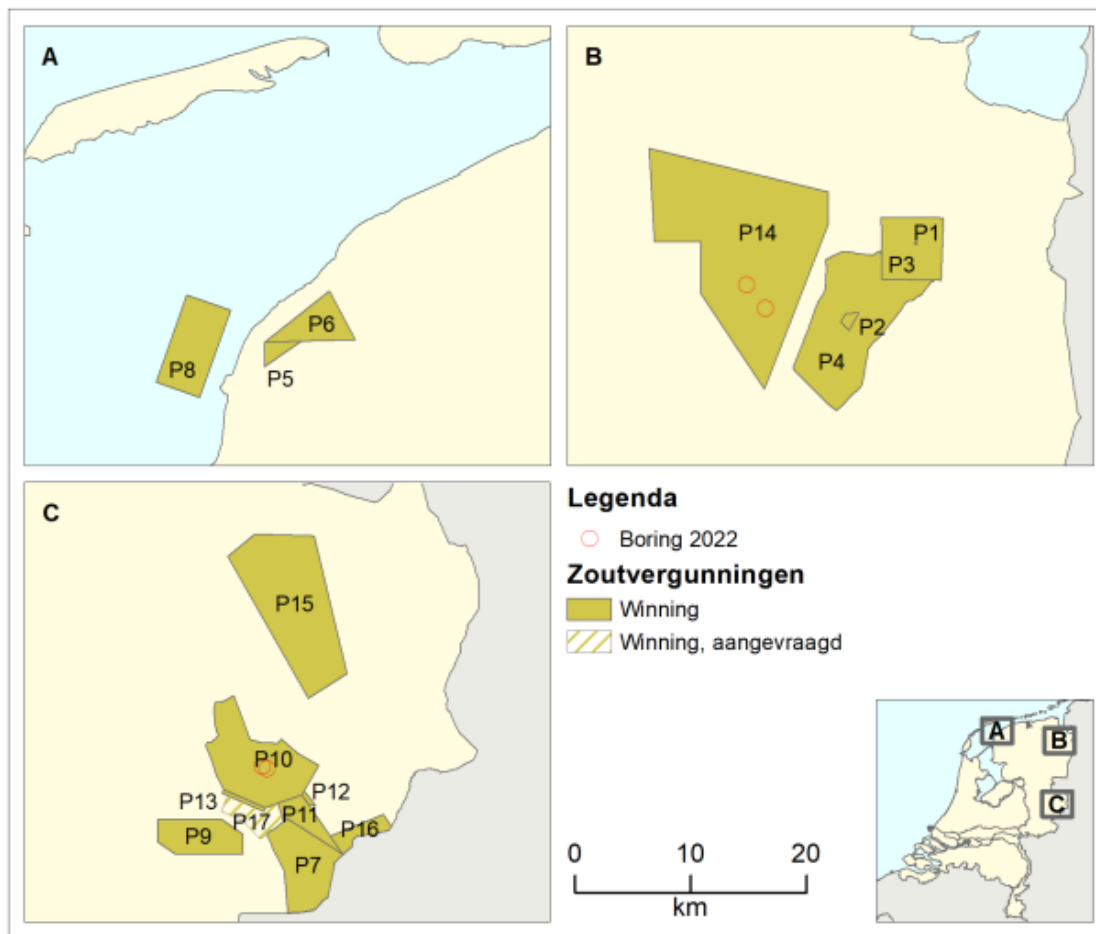 A
P8
P6
P5
B
P14
P1
P3
P2
P4
C
P15
P10
P13
P12
P17
P11
P9
P16
P7
Legenda
Boring 2022
Zoutvergunningen
Winning
Winning, aangevraagd
0 10 20
km
A
B
C